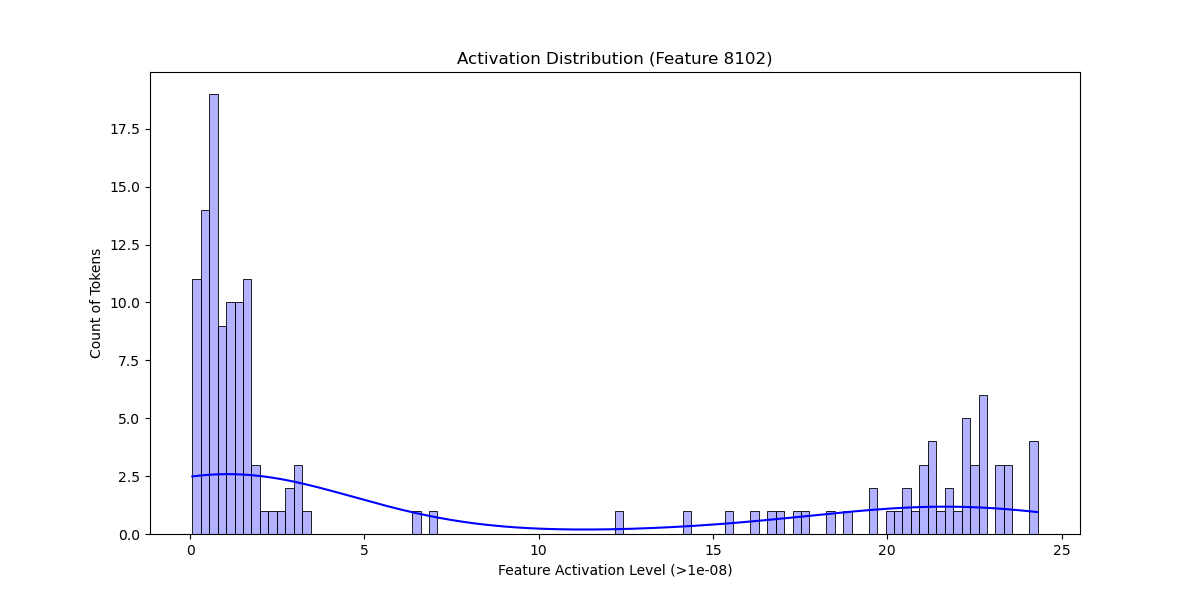 Activation Distribution (Feature 8102)
Count of Tokens
17.5
15.0
12.5
10.0
7.5
5.0
2.5
0.0
0 5 10 15 20 25
Feature Activation Level (>1e-08)